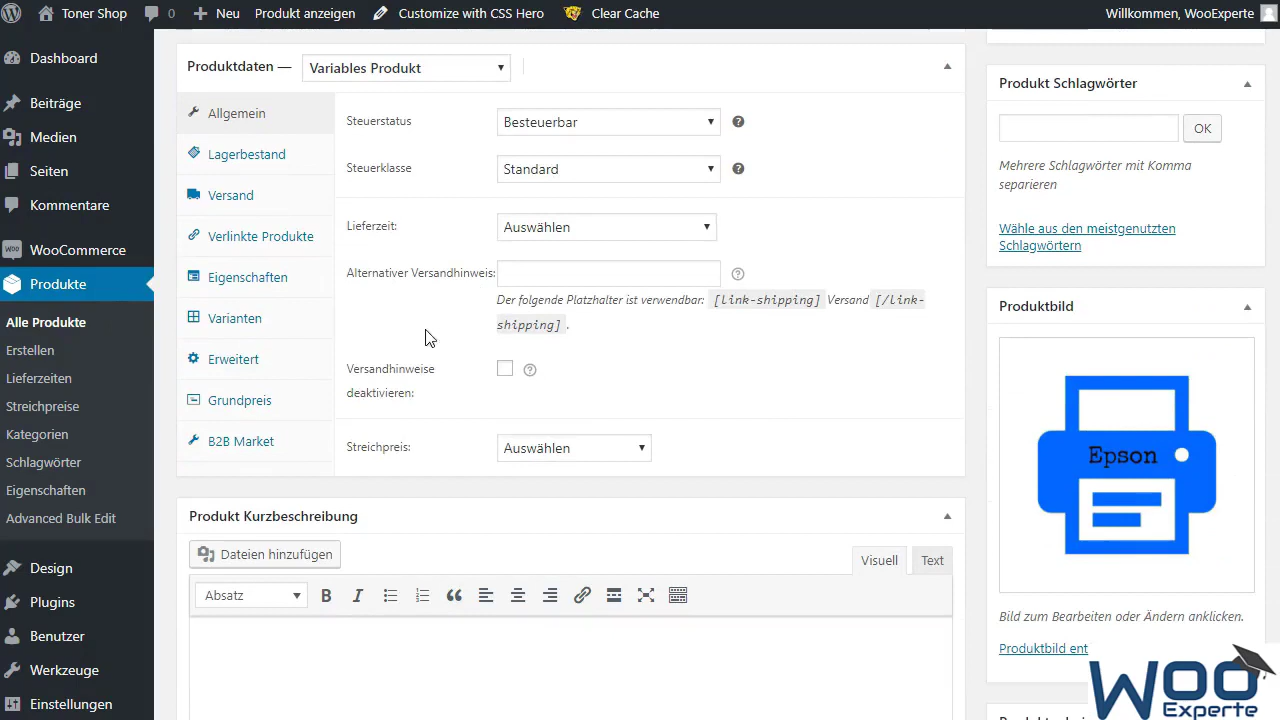 Toner Shop 0 Neu Produkt anzeigen Customize with CSS Hero Clear Cache Willkommen, WooExperte
Dashboard
Beiträge
Medien
Seiten
Kommentare
WooCommerce
Produkte
Alle Produkte
Erstellen
Lieferzeiten
Streichpreise
Kategorien
Schlagwörter
Eigenschaften
Advanced Bulk Edit
Design
Plugins
Benutzer
Werkzeuge
Einstellungen
Produktdaten — Variables Produkt
Allgemein
Lagerbestand
Versand
Verlinkte Produkte
Eigenschaften
Varianten
Erweitert
Grundpreis
B2B Market
Steuerstatus Besteuerbar
Steuerklasse Standard
Lieferzeit: Auswählen
Alternativer Versandhinweis:
Der folgende Platzhalter ist verwendbar: [link-shipping] Versand [/link-
shipping] .
Versandhinweise
deaktivieren:
Streichpreis: Auswählen
Produkt Kurzbeschreibung
Dateien hinzufügen
Visuell Text
Absatz
Produkt Schlagwörter
OK
Mehrere Schlagwörter mit Komma
separieren
Wähle aus den meistgenutzten
Schlagwörtern
Produktbild
Epson
Bild zum Bearbeiten oder Ändern anklicken.
Produktbild ent
WOO
Experte